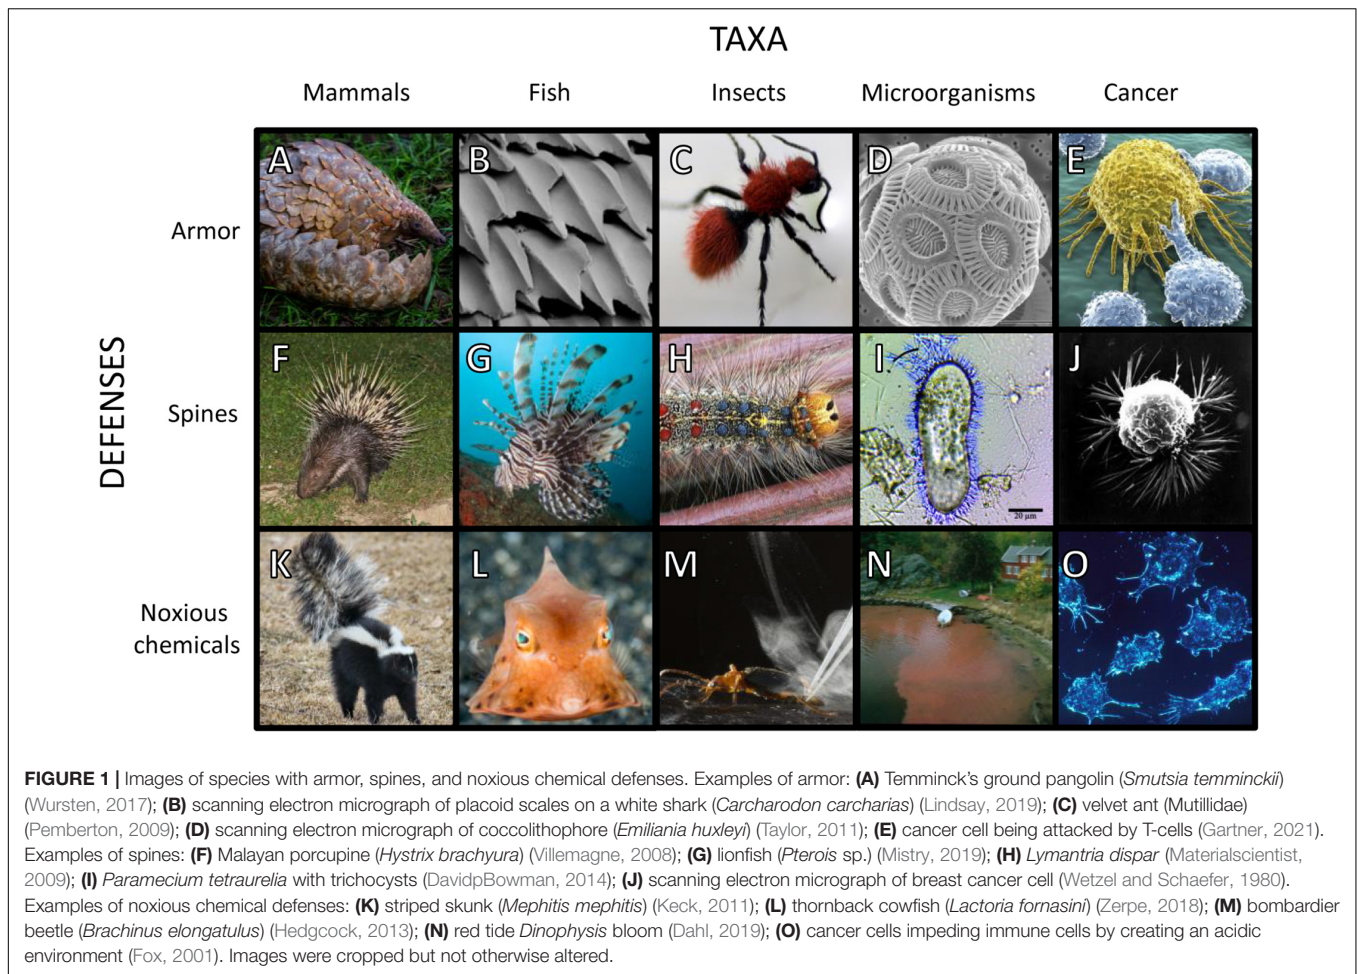 TAXA
Mammals Fish Insects Microorganisms Cancer
A B C D E
Armor
F G H I J
DEFENSES
Spines
20 µm
K L M N O
Noxious
chemicals
FIGURE 1 | Images of species with armor, spines, and noxious chemical defenses. Examples of armor: (A) Temminck’s ground pangolin (Smutsia temminckii)
(Wursten, 2017); (B) scanning electron micrograph of placoid scales on a white shark (Carcharodon carcharias) (Lindsay, 2019); (C) velvet ant (Mutillidae)
(Pemberton, 2009); (D) scanning electron micrograph of coccolithophore (Emiliania huxleyi) (Taylor, 2011); (E) cancer cell being attacked by T-cells (Gartner, 2021).
Examples of spines: (F) Malayan porcupine (Hystrix brachyura) (Villemagne, 2008); (G) lionfish (Pterois sp.) (Mistry, 2019); (H) Lymantria dispar (Materialscientist,
2009); (I) Paramecium tetraurelia with trichocysts (DavidpBowman, 2014); (J) scanning electron micrograph of breast cancer cell (Wetzel and Schaefer, 1980).
Examples of noxious chemical defenses: (K) striped skunk (Mephitis mephitis) (Keck, 2011); (L) thornback cowfish (Lactoria fornasini) (Zerpe, 2018); (M) bombardier
beetle (Brachinus elongatulus) (Hedgcock, 2013); (N) red tide Dinophysis bloom (Dahl, 2019); (O) cancer cells impeding immune cells by creating an acidic
environment (Fox, 2001). Images were cropped but not otherwise altered.